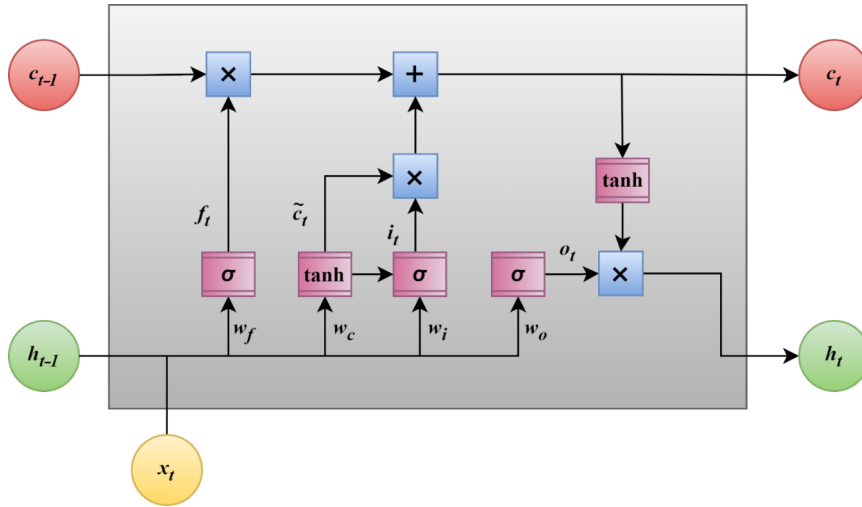 c_{t-1} × + c_t
× tanh
f_t c̃_t i_t o_t
σ tanh σ σ ×
w_f w_c w_i w_o
h_{t-1} h_t
x_t